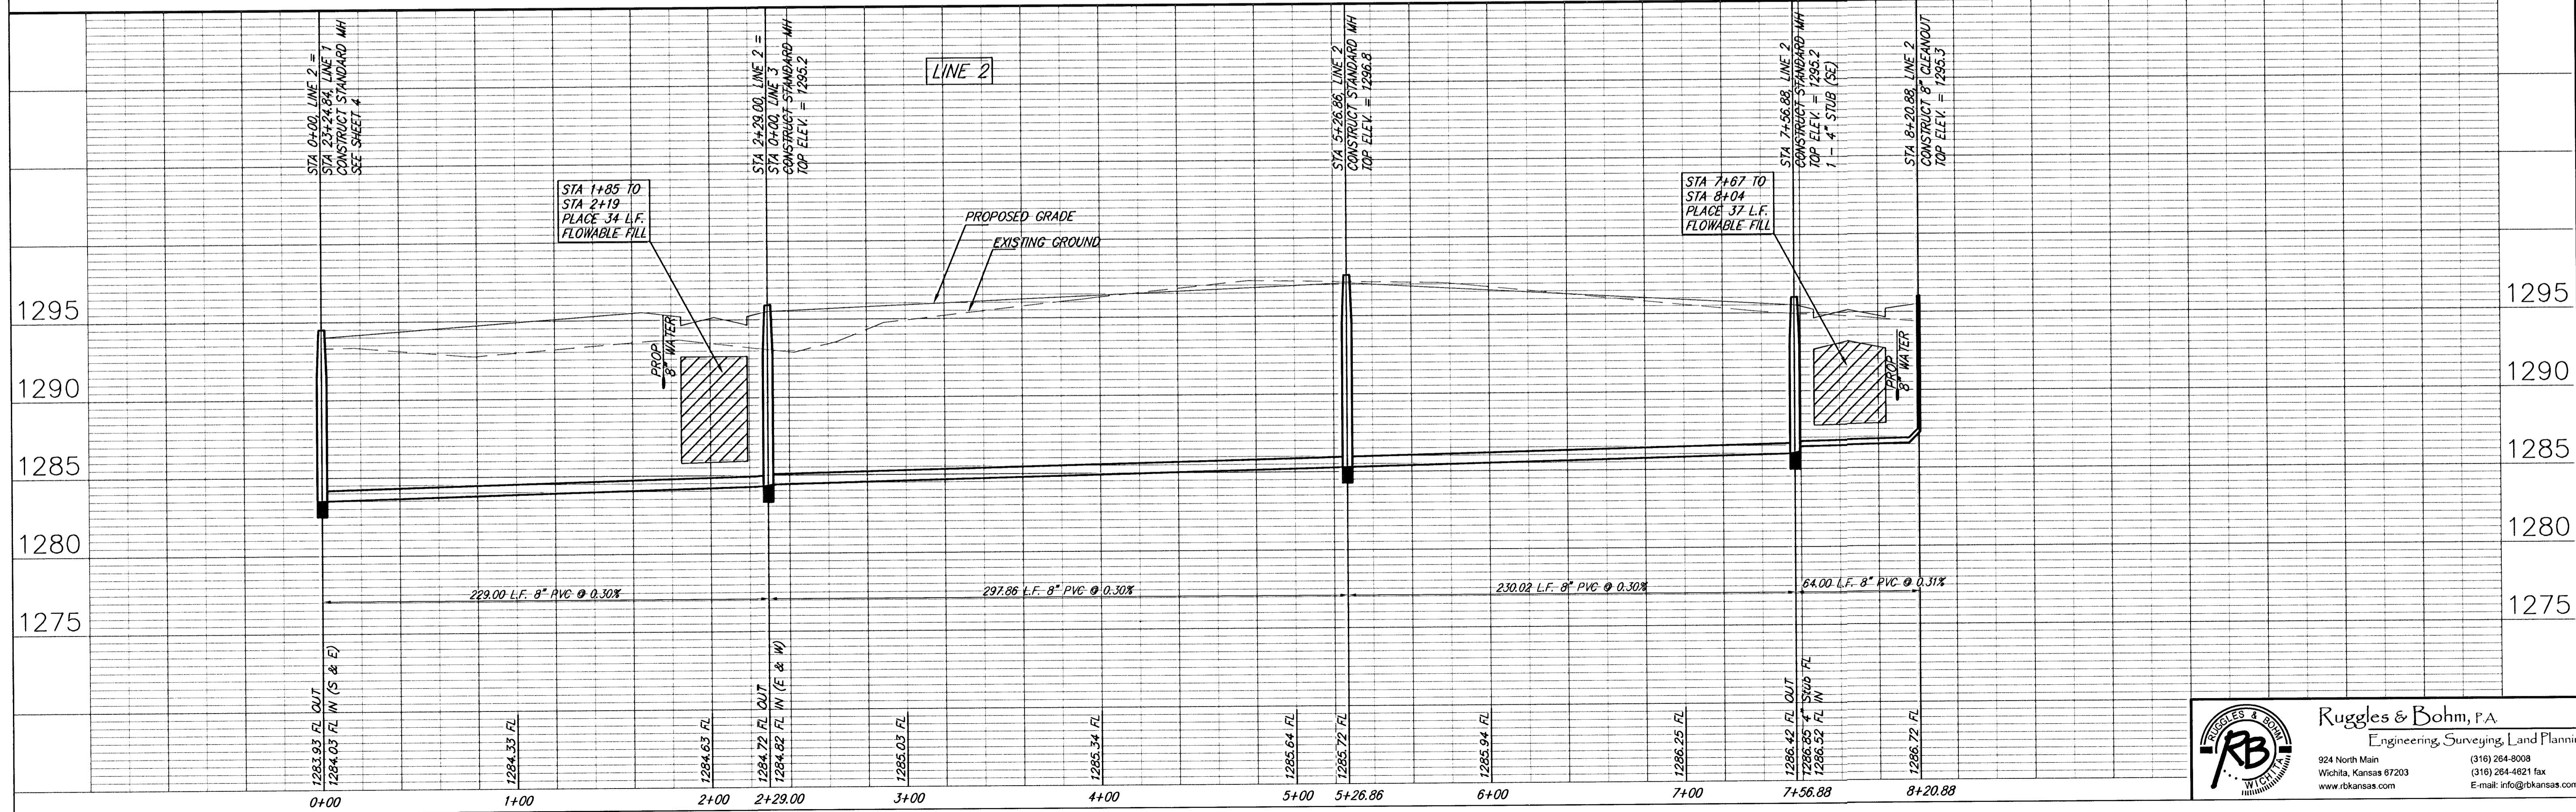 STA 0+00, LINE 2 =
STA 23+24.84, LINE 1
CONSTRUCT STANDARD MH
SEE SHEET 4
STA 2+29.00, LINE 2 =
STA 0+00, LINE 3
CONSTRUCT STANDARD MH
TOP ELEV. = 1295.2
LINE 2
STA 5+26.86, LINE 2
CONSTRUCT STANDARD MH
TOP ELEV. = 1296.8
STA 7+56.88, LINE 2
CONSTRUCT STANDARD MH
TOP ELEV. = 1295.2
1 - 4" STUB (SE)
STA 8+20.88, LINE 2
CONSTRUCT 8" CLEANOUT
TOP ELEV. = 1295.3
STA 1+85 TO
STA 2+19
PLACE 34 L.F.
FLOWABLE FILL
PROPOSED GRADE
EXISTING GROUND
STA 7+67 TO
STA 8+04
PLACE 37 L.F.
FLOWABLE FILL
PROP
8" WATER
PROP
8" WATER
1295
1295
1290
1290
1285
1285
1280
1280
1275
1275
229.00 L.F. 8" PVC @ 0.30%
297.86 L.F. 8" PVC @ 0.30%
230.02 L.F. 8" PVC @ 0.30%
64.00 L.F. 8" PVC @ 0.31%
1283.93 FL OUT
1284.03 FL IN (S & E)
1284.33 FL
1284.63 FL
1284.72 FL OUT
1284.82 FL IN (E & W)
1285.03 FL
1285.34 FL
1285.64 FL
1285.72 FL
1285.94 FL
1286.25 FL
1286.42 FL OUT
1286.85 4" Stub FL
1286.52 FL IN
1286.72 FL
0+00
1+00
2+00
2+29.00
3+00
4+00
5+00
5+26.86
6+00
7+00
7+56.88
8+20.88
RUGGLES & BOHM
RB
WICHITA
Ruggles & Bohm, P.A.
Engineering, Surveying, Land Plannin
924 North Main
(316) 264-8008
Wichita, Kansas 67203
(316) 264-4621 fax
www.rbkansas.com
E-mail: info@rbkansas.com